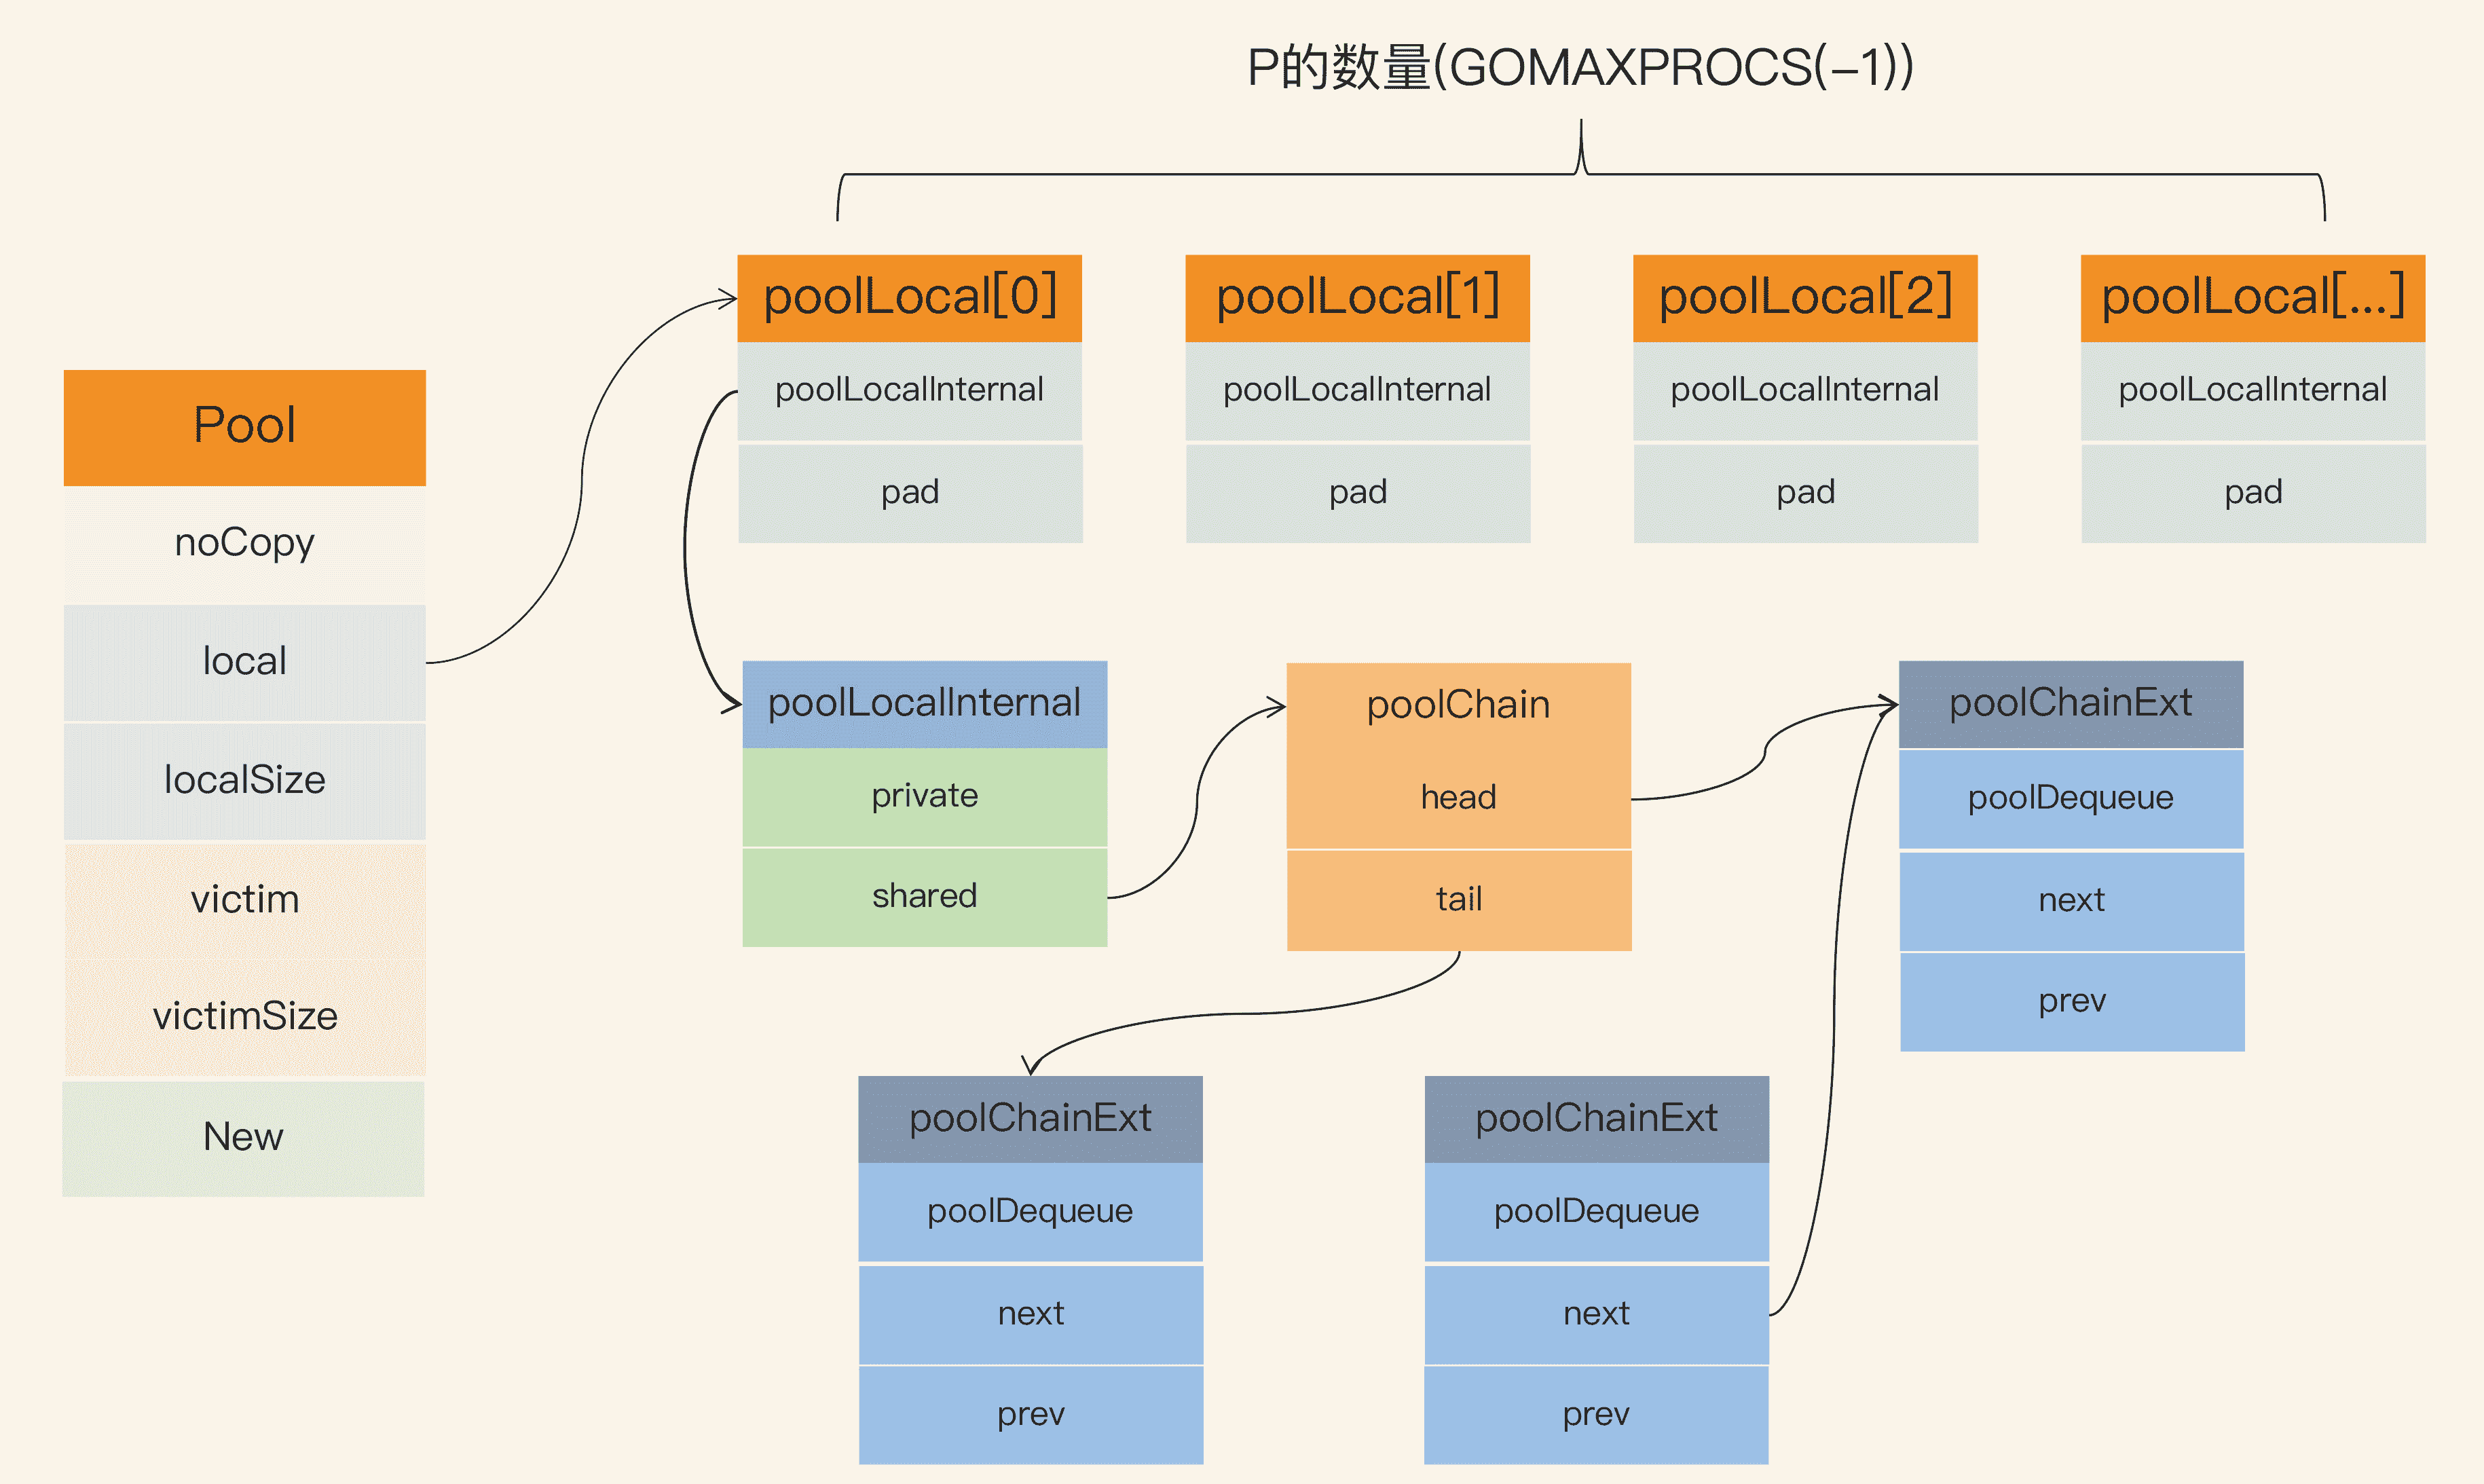 P的数量(GOMAXPROCS(-1))
Pool
noCopy
local
localSize
victim
victimSize
New
poolLocal[0]
poolLocalInternal
pad
poolLocal[1]
poolLocalInternal
pad
poolLocal[2]
poolLocalInternal
pad
poolLocal[...]
poolLocalInternal
pad
poolLocalInternal
private
shared
poolChain
head
tail
poolChainExt
poolDequeue
next
prev
poolChainExt
poolDequeue
next
prev
poolChainExt
poolDequeue
next
prev